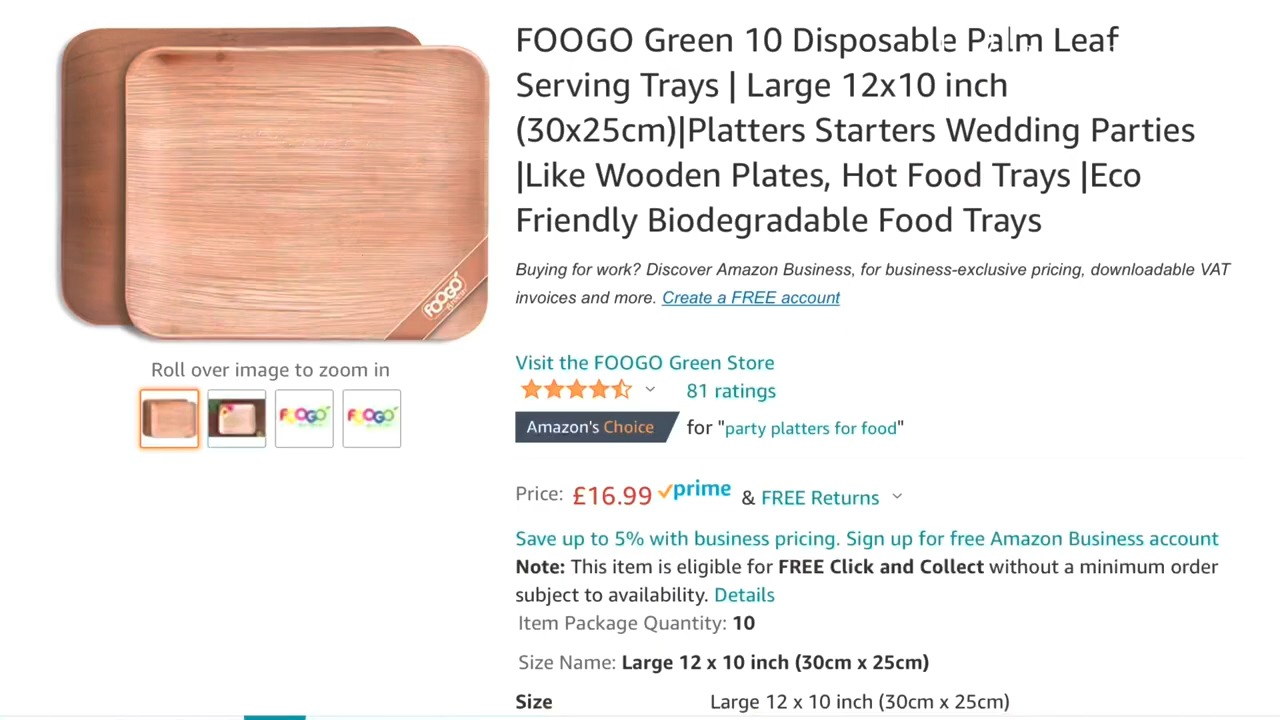 FOOGO Green 10 Disposable Palm Leaf
Serving Trays | Large 12x10 inch
(30x25cm)|Platters Starters Wedding Parties
|Like Wooden Plates, Hot Food Trays |Eco
Friendly Biodegradable Food Trays
Buying for work? Discover Amazon Business, for business-exclusive pricing, downloadable VAT
invoices and more. Create a FREE account
FOOGO
Green
Roll over image to zoom in
FOOGO
FOOGO
Visit the FOOGO Green Store
81 ratings
Amazon's Choice for "party platters for food"
Price: £16.99 prime & FREE Returns
Save up to 5% with business pricing. Sign up for free Amazon Business account
Note: This item is eligible for FREE Click and Collect without a minimum order
subject to availability. Details
Item Package Quantity: 10
Size Name: Large 12 x 10 inch (30cm x 25cm)
Size Large 12 x 10 inch (30cm x 25cm)